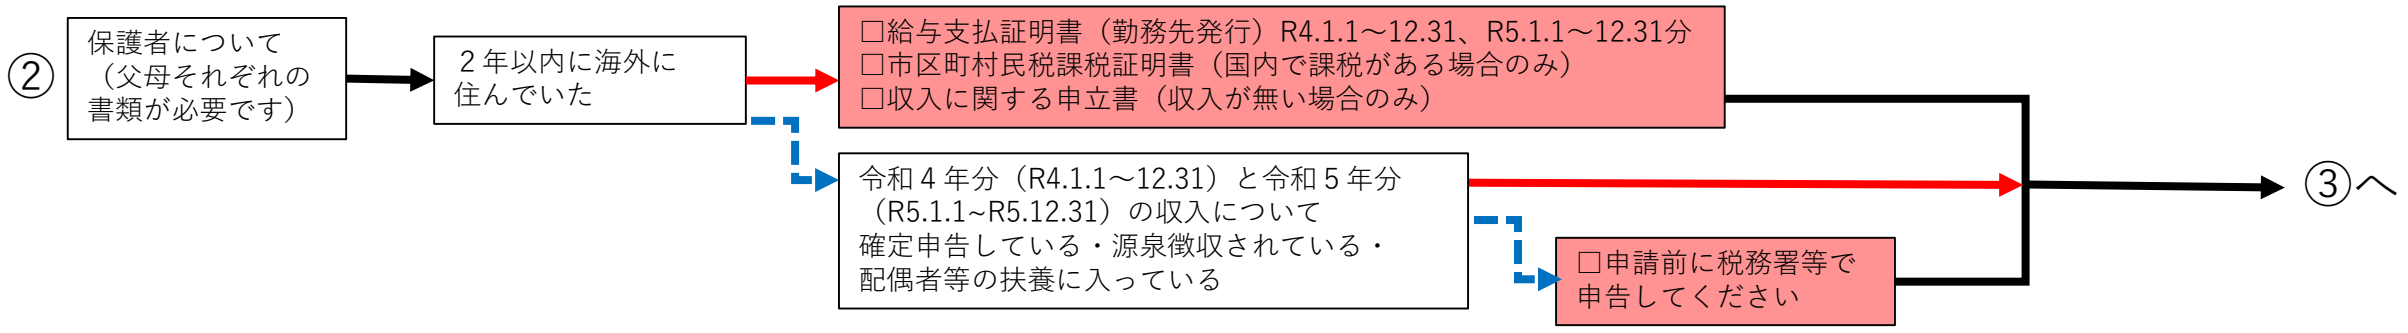 ②
保護者について
（父母それぞれの
書類が必要です）
２年以内に海外に
住んでいた
□給与支払証明書（勤務先発行）R4.1.1～12.31、R5.1.1～12.31分
□市区町村民税課税証明書（国内で課税がある場合のみ）
□収入に関する申立書（収入が無い場合のみ）
令和４年分（R4.1.1～12.31）と令和５年分
（R5.1.1~R5.12.31）の収入について
確定申告している・源泉徴収されている・
配偶者等の扶養に入っている
□申請前に税務署等で
申告してください
③へ